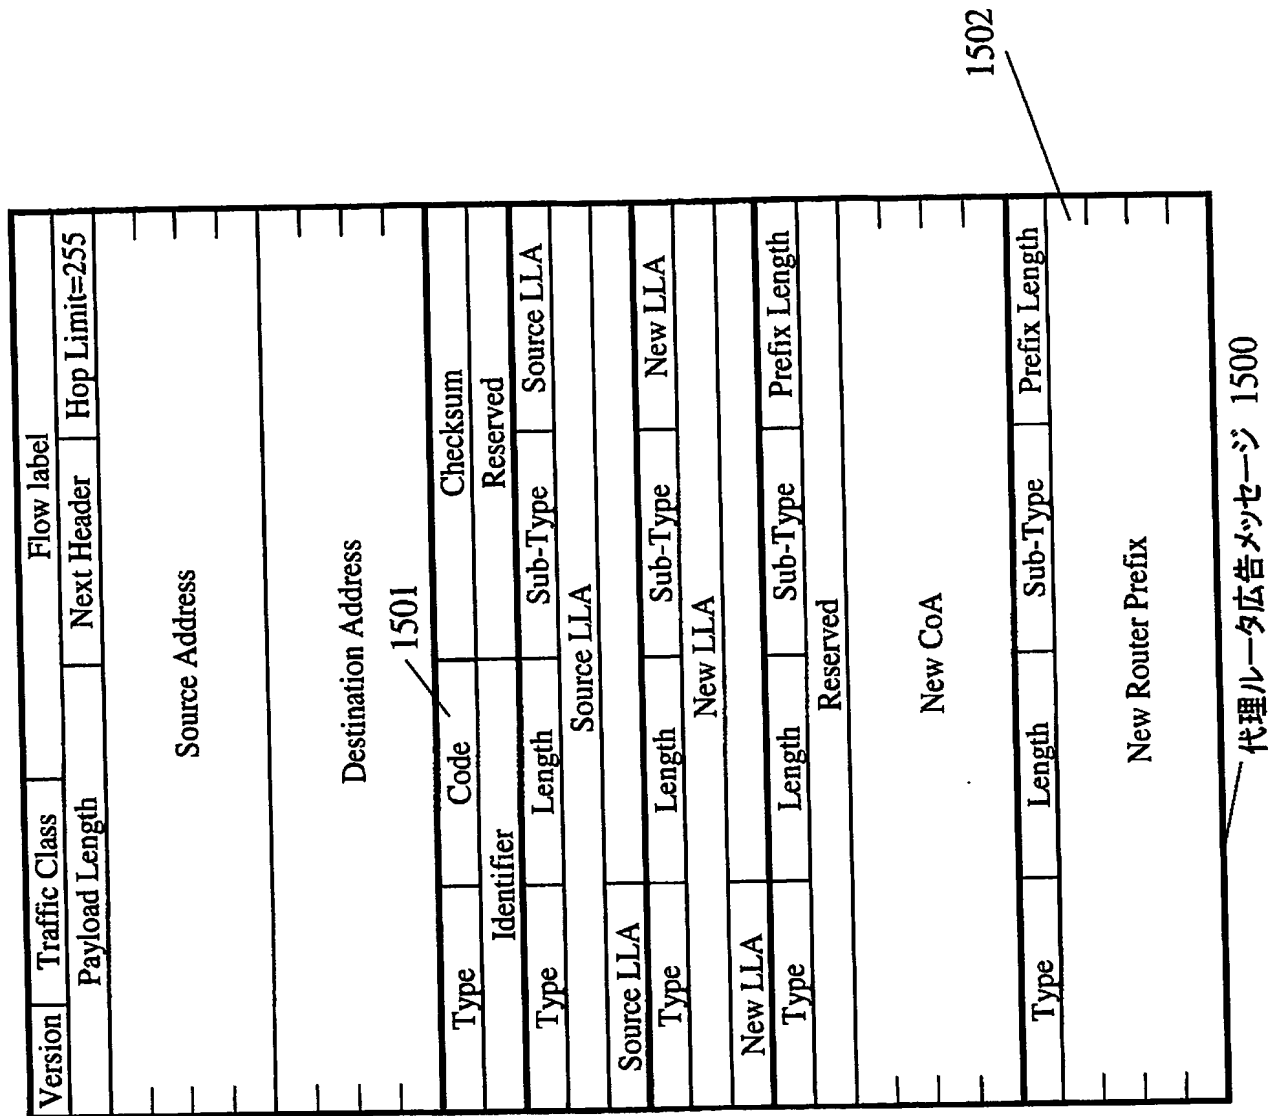 Version Traffic Class Flow label
Payload Length Next Header Hop Limit=255
Source Address
Destination Address
1501
Type Code Checksum
Identifier Reserved
Type Length Sub-Type Source LLA
Source LLA
Source LLA
Type Length Sub-Type New LLA
New LLA
New LLA
Type Length Sub-Type Prefix Length
Reserved
New CoA
Type Length Sub-Type Prefix Length
1502
New Router Prefix
代理ルータ広告メッセージ 1500